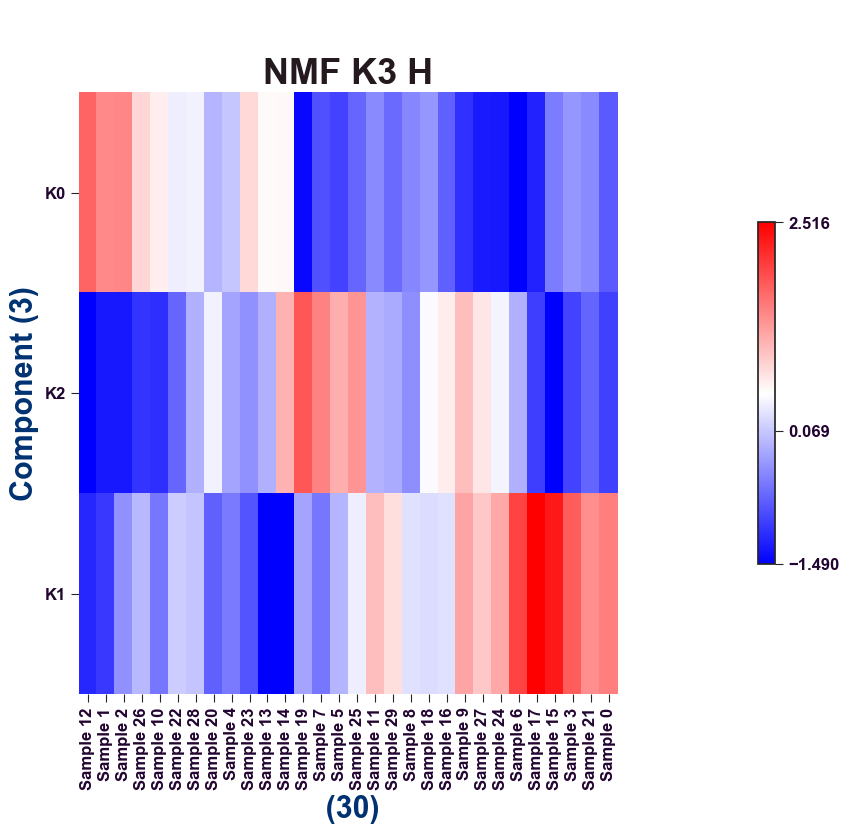 NMF K3 H
K0
K2
K1
Component (3)
2.516
0.069
−1.490
Sample 12
Sample 1
Sample 2
Sample 26
Sample 10
Sample 22
Sample 28
Sample 20
Sample 4
Sample 23
Sample 13
Sample 14
Sample 19
Sample 7
Sample 5
Sample 25
Sample 11
Sample 29
Sample 8
Sample 18
Sample 16
Sample 9
Sample 27
Sample 24
Sample 6
Sample 17
Sample 15
Sample 3
Sample 21
Sample 0
(30)